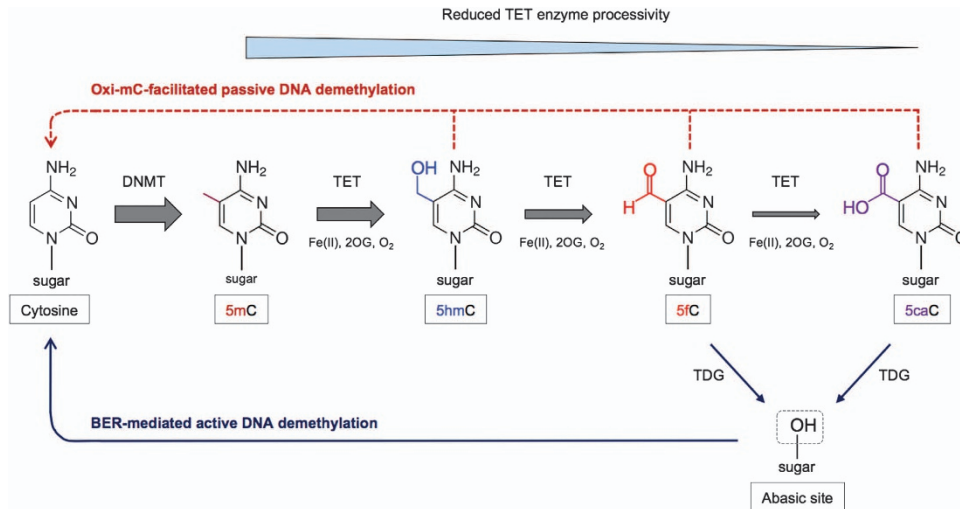 Reduced TET enzyme processivity
Oxi-mC-facilitated passive DNA demethylation
NH₂
N
O
N
sugar
Cytosine
DNMT
NH₂
N
O
N
sugar
5mC
TET
Fe(II), 2OG, O₂
OH
NH₂
N
O
N
sugar
5hmC
TET
Fe(II), 2OG, O₂
O
H
NH₂
N
O
N
sugar
5fC
TET
Fe(II), 2OG, O₂
O
HO
NH₂
N
O
N
sugar
5caC
TDG
TDG
BER-mediated active DNA demethylation
OH
sugar
Abasic site